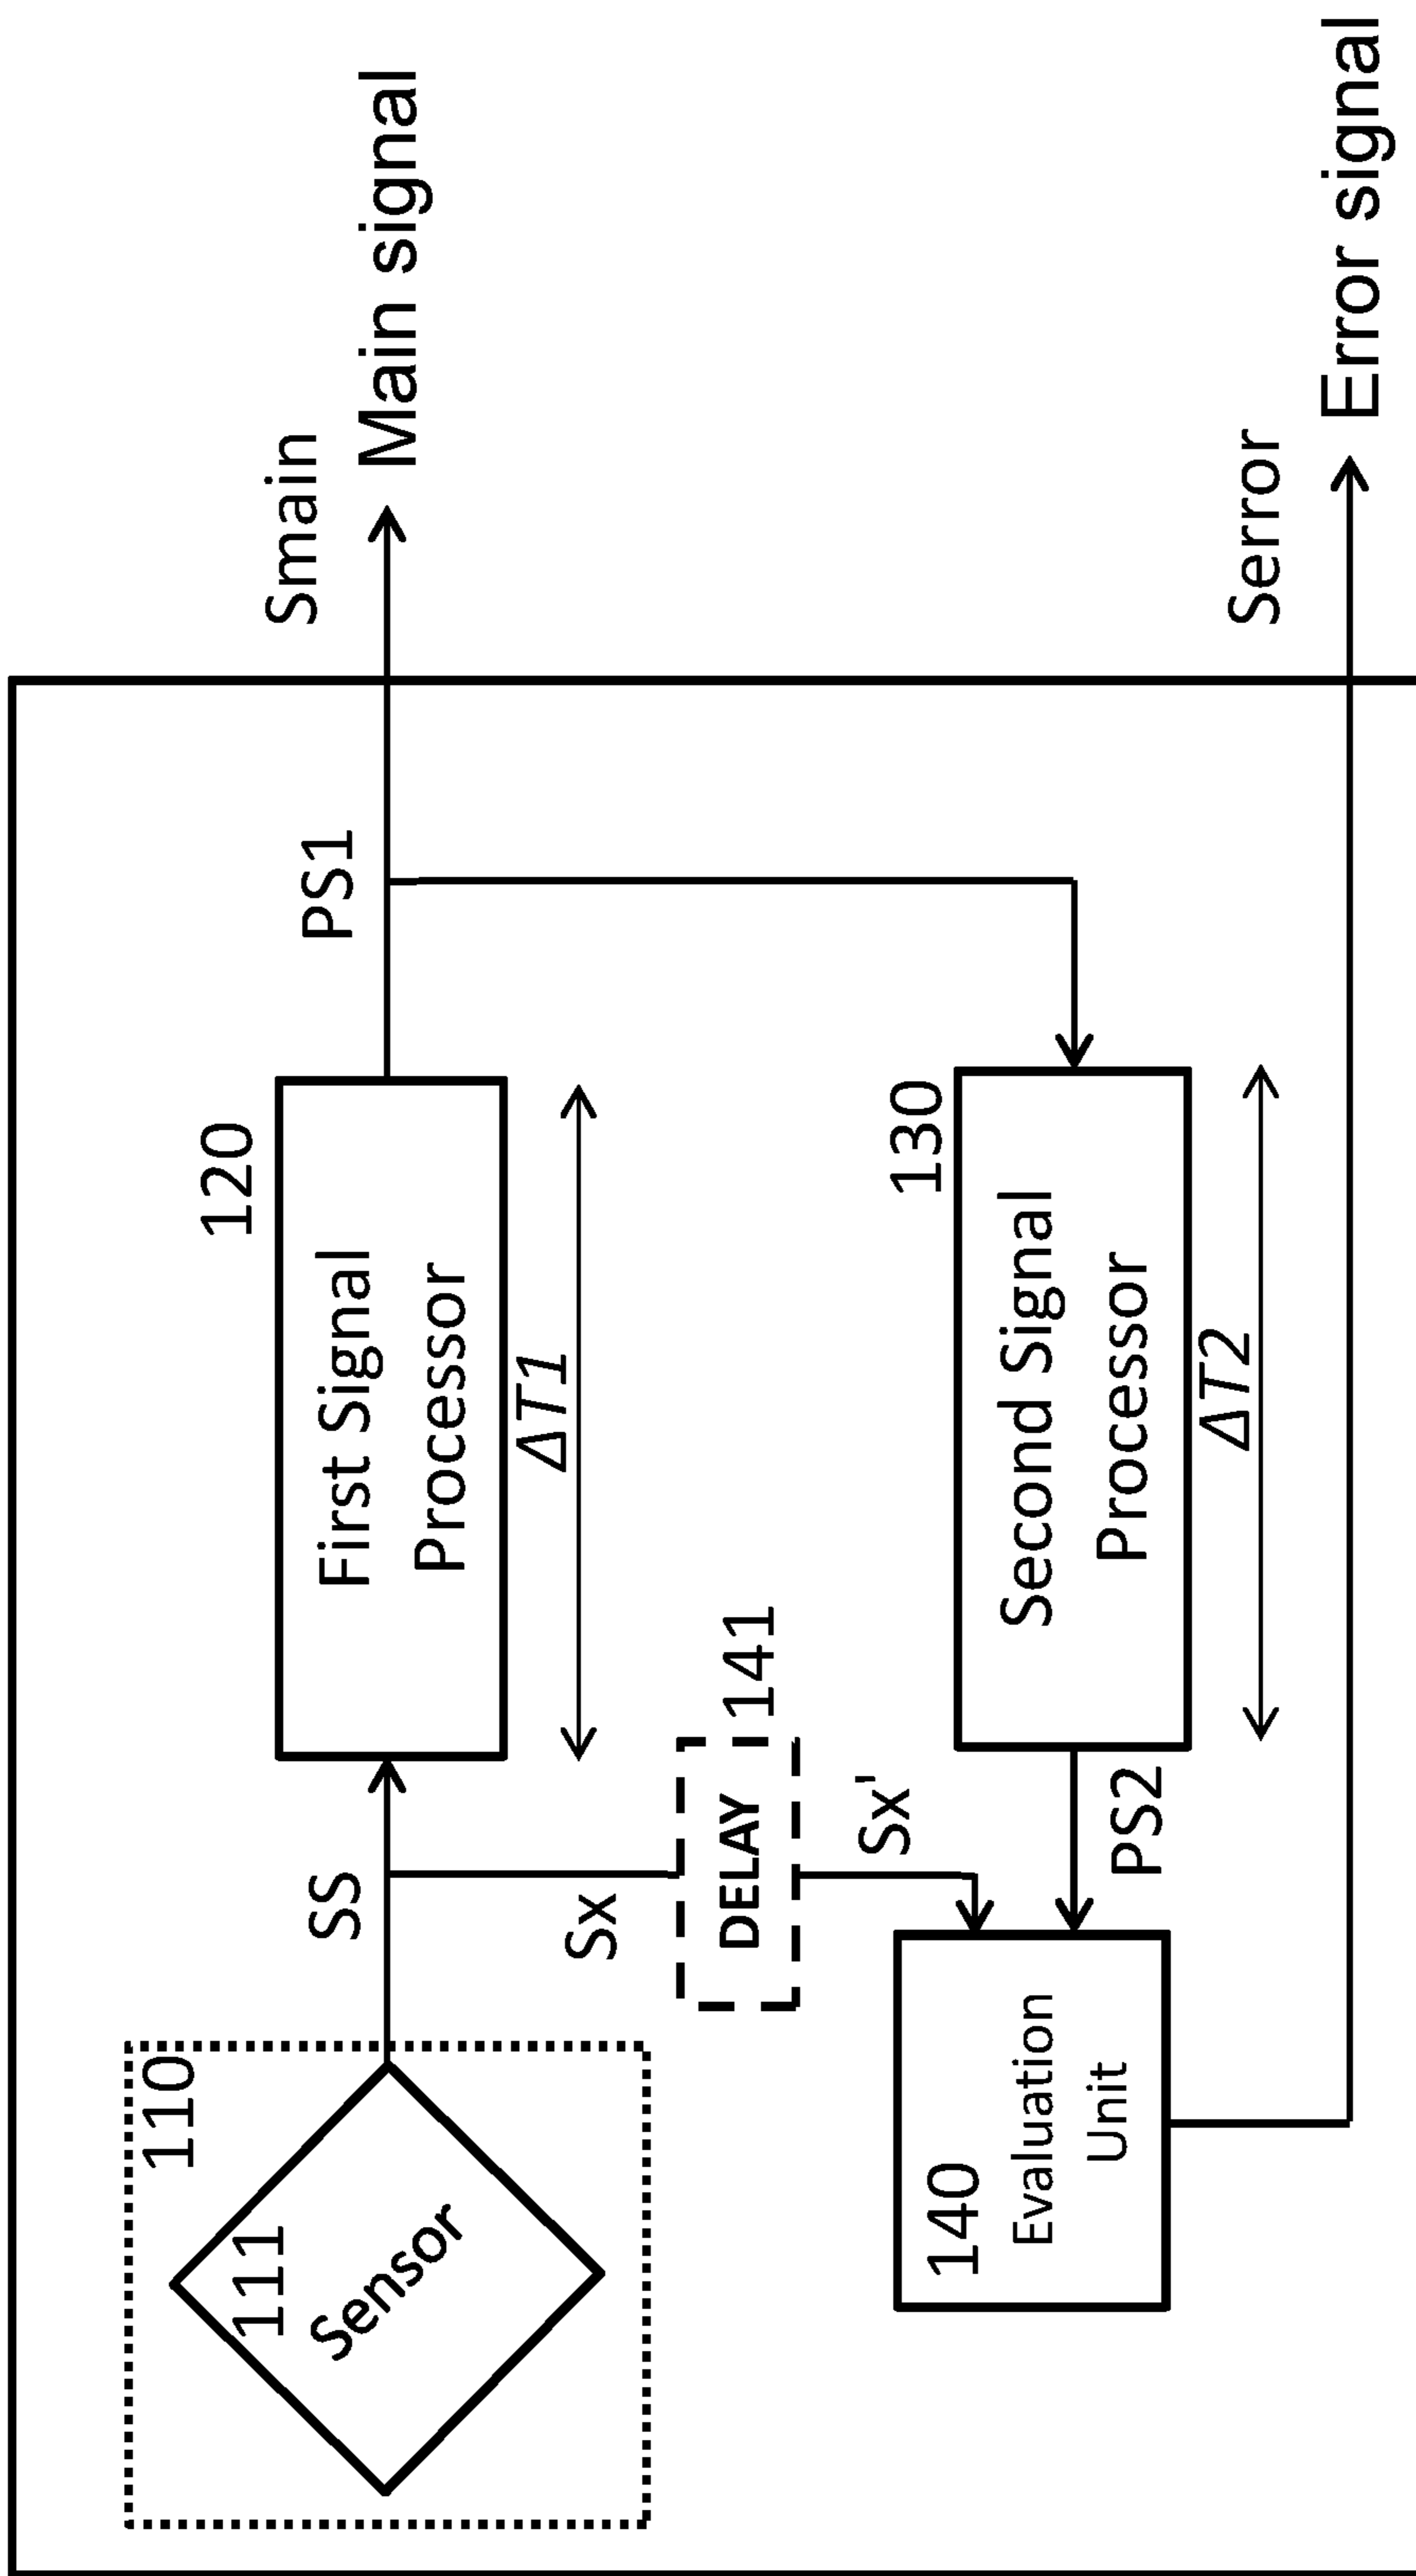 110
111
Sensor
SS
120
First Signal
Processor
ΔT1
PS1
Smain
Main signal
Sx
DELAY
141
Sx'
130
Second Signal
Processor
ΔT2
PS2
140
Evaluation
Unit
Serror
Error signal